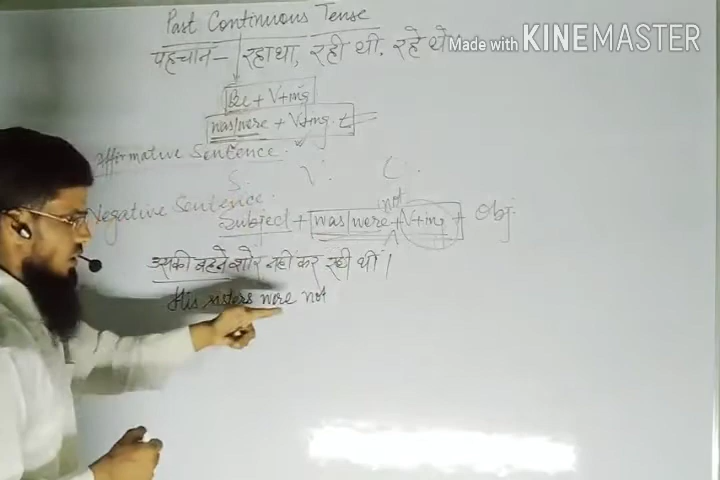 Past Continuous Tense
पहचान - रहा था, रही थी. रहे थे
Made with KINEMASTER
Be + V+ing
was/were + V+ing.
Affirmative Sentence.
S. V. C.
Negative Sentence.
not
Subject + was/were + V+ing + Obj.
उसकी बहनें शोर नहीं कर रही थीं।
His sisters were not